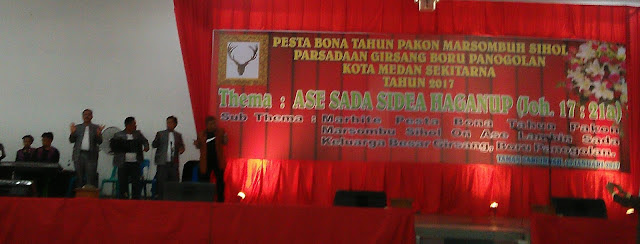 PESTA BONA TAHUN PAKON MARSOMBUH SIHOL
PARSADAAN GIRSANG BORU PANOGOLAN
KOTA MEDAN SEKITARNA
TAHUN 2017
Thema : ASE SADA SIDEA HAGANUP (Joh. 17 : 21a)
Sub Thema : Marhite Pesta Bona Tahun Pakon
Marsombu Sihol On Ase Lambin Sada
Keluarga Besar Girsang, Boru Panogolan.